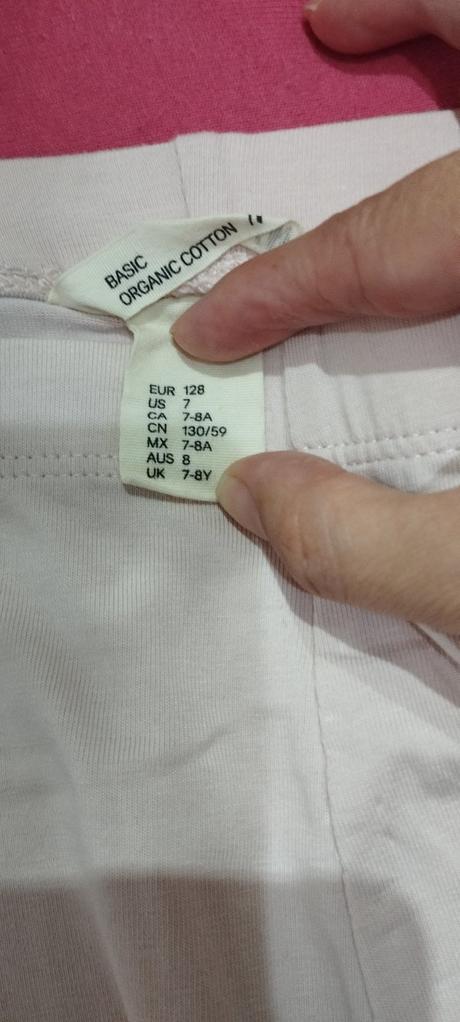 BASIC
ORGANIC COTTON
EUR 128
US 7
CA 7-8A
CN 130/59
MX 7-8A
AUS 8
UK 7-8Y